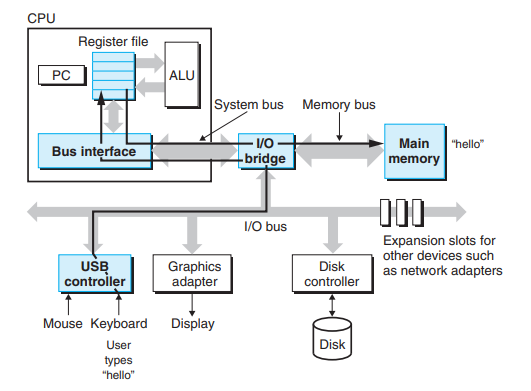 CPU
Register file
PC
ALU
System bus
Memory bus
Bus interface
I/O
bridge
Main
memory
"hello"
I/O bus
Expansion slots for
other devices such
as network adapters
USB
controller
Graphics
adapter
Disk
controller
Mouse
Keyboard
Display
User
types
"hello"
Disk